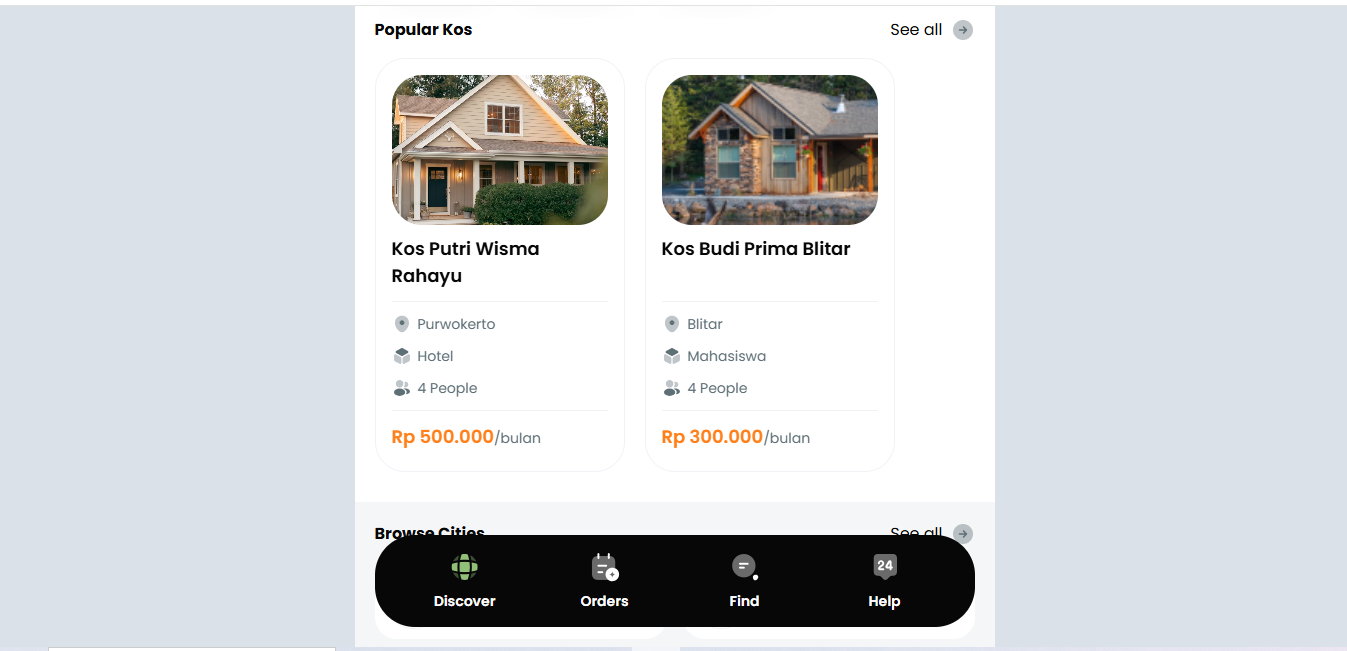 Popular Kos
See all
Kos Putri Wisma
Rahayu
Purwokerto
Hotel
4 People
Rp 500.000/bulan
Kos Budi Prima Blitar
Blitar
Mahasiswa
4 People
Rp 300.000/bulan
Browse Cities
See all
Discover
Orders
Find
24
Help